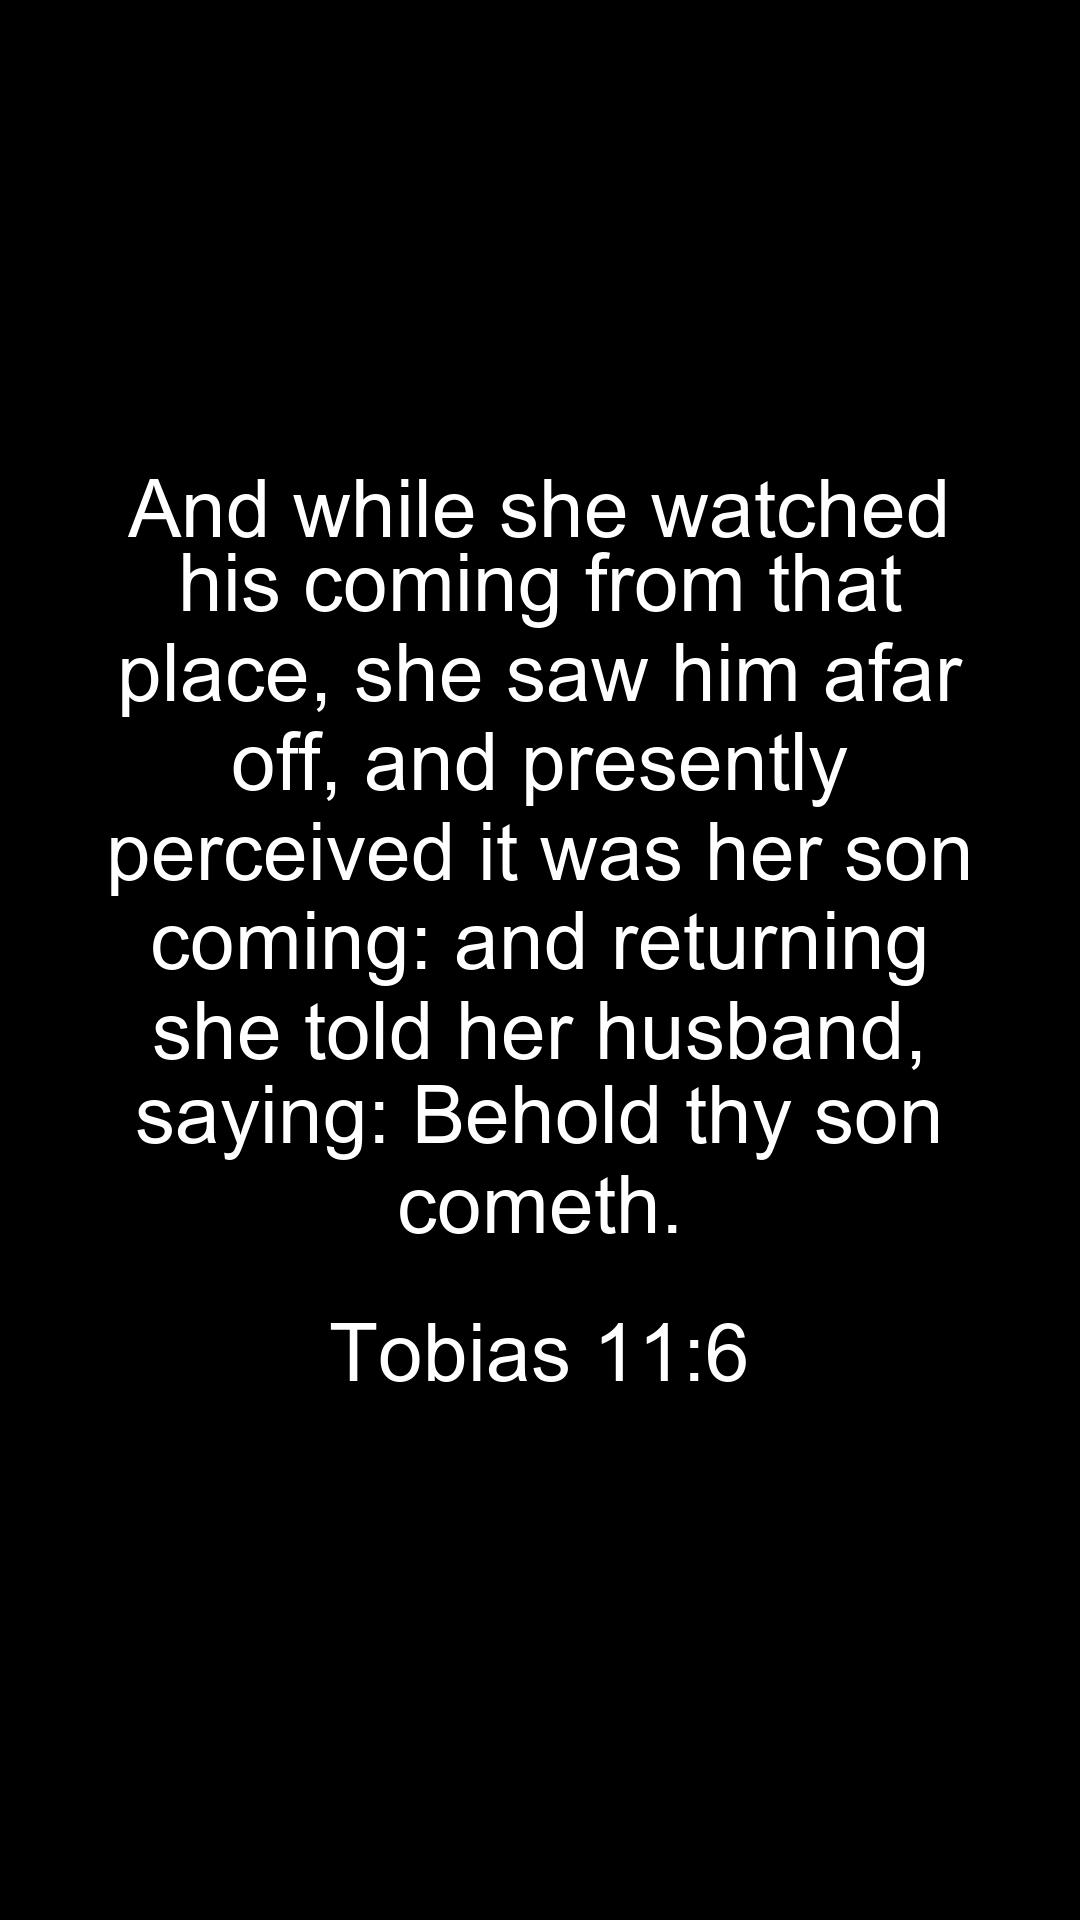 And while she watched
his coming from that
place, she saw him afar
off, and presently
perceived it was her son
coming: and returning
she told her husband,
saying: Behold thy son
cometh.
Tobias 11:6